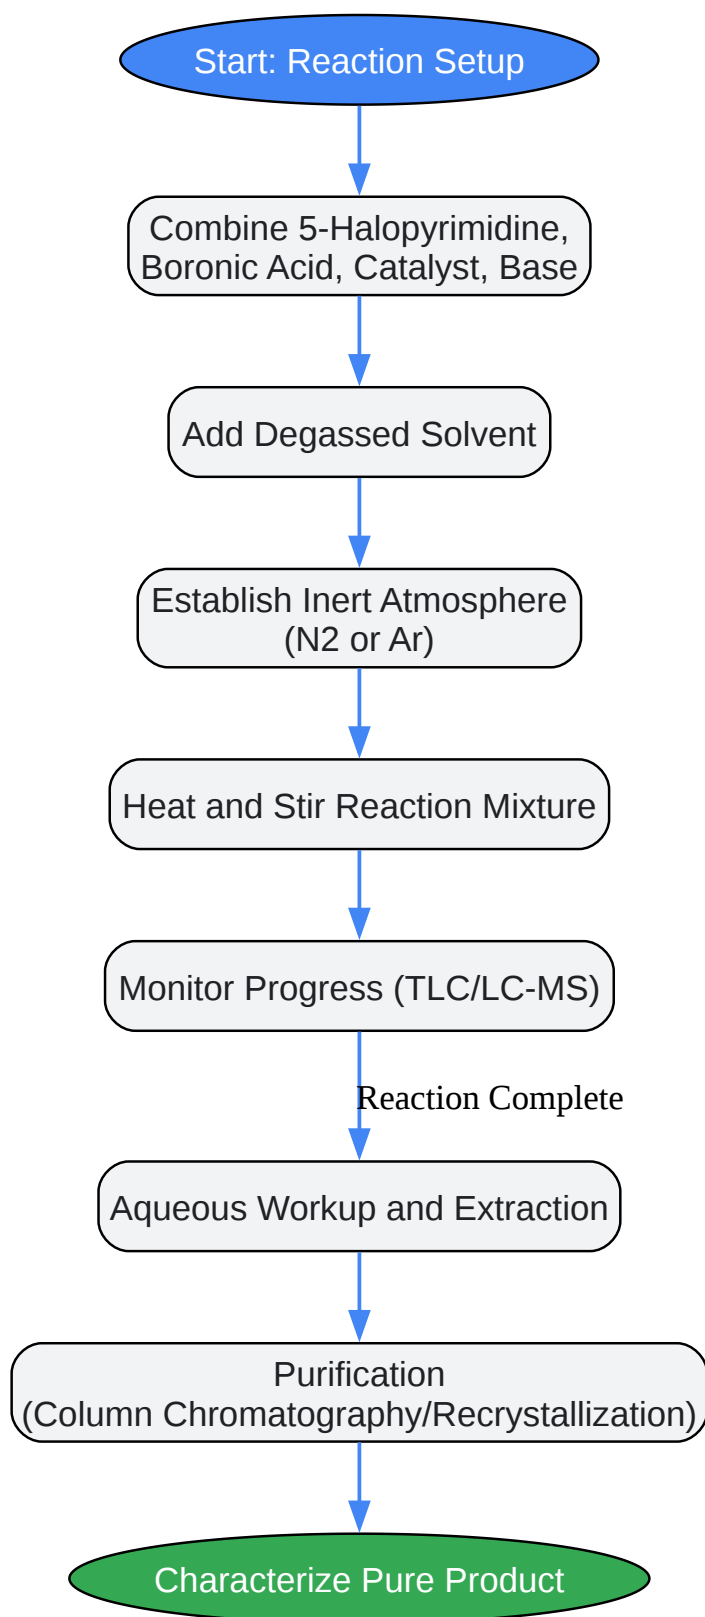 Start: Reaction Setup
Combine 5-Halopyrimidine,
Boronic Acid, Catalyst, Base
Add Degassed Solvent
Establish Inert Atmosphere
(N2 or Ar)
Heat and Stir Reaction Mixture
Monitor Progress (TLC/LC-MS)
Reaction Complete
Aqueous Workup and Extraction
Purification
(Column Chromatography/Recrystallization)
Characterize Pure Product